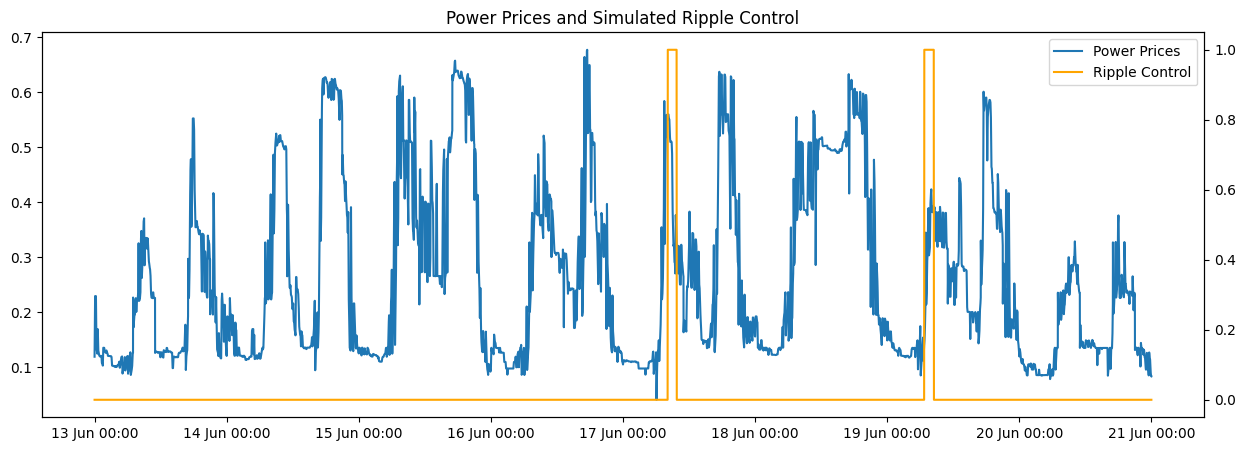 Power Prices and Simulated Ripple Control
0.7
0.6
0.5
0.4
0.3
0.2
0.1
Power Prices
Ripple Control
1.0
0.8
0.6
0.4
0.2
0.0
13 Jun 00:00
14 Jun 00:00
15 Jun 00:00
16 Jun 00:00
17 Jun 00:00
18 Jun 00:00
19 Jun 00:00
20 Jun 00:00
21 Jun 00:00